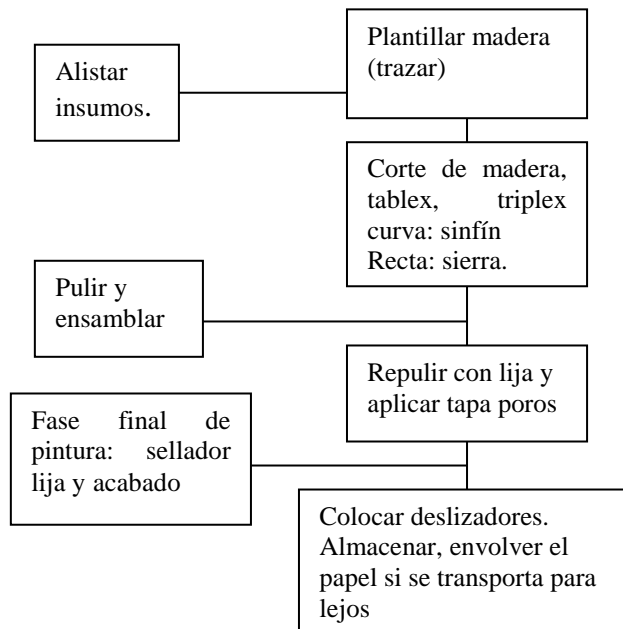 Plantillar madera
(trazar)
Alistar
insumos.
Corte de madera,
tablex, triplex
curva: sinfín
Recta: sierra.
Pulir y
ensamblar
Repulir con lija y
aplicar tapa poros
Fase final de
pintura: sellador
lija y acabado
Colocar deslizadores.
Almacenar, envolver el
papel si se transporta para
lejos